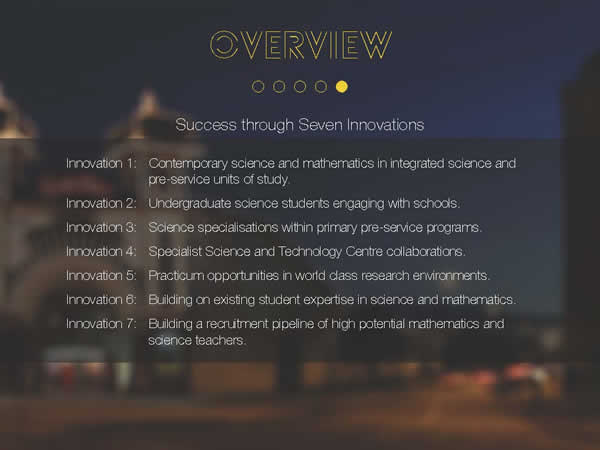 OVERVIEW
Success through Seven Innovations
Innovation 1: Contemporary science and mathematics in integrated science and
pre-service units of study.
Innovation 2: Undergraduate science students engaging with schools.
Innovation 3: Science specialisations within primary pre-service programs.
Innovation 4: Specialist Science and Technology Centre collaborations.
Innovation 5: Practicum opportunities in world class research environments.
Innovation 6: Building on existing student expertise in science and mathematics.
Innovation 7: Building a recruitment pipeline of high potential mathematics and
science teachers.